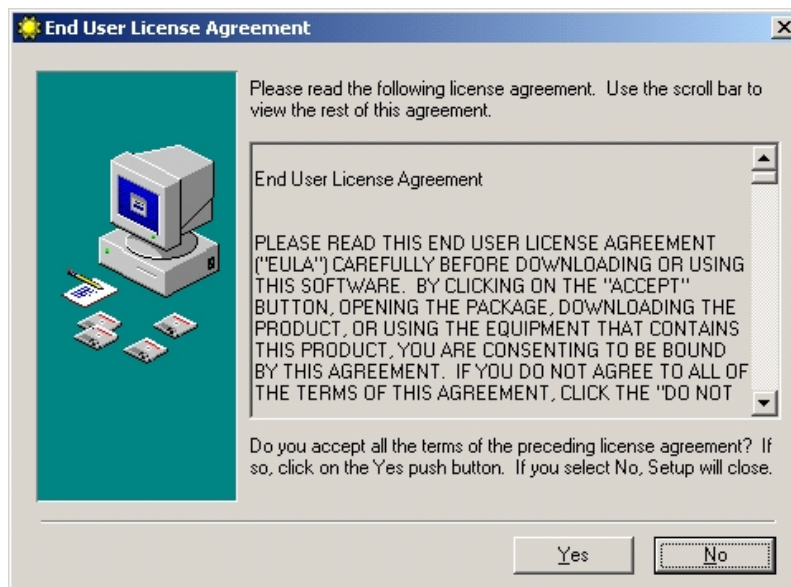 End User License Agreement
Please read the following license agreement. Use the scroll bar to
view the rest of this agreement.
End User License Agreement
PLEASE READ THIS END USER LICENSE AGREEMENT
("EULA") CAREFULLY BEFORE DOWNLOADING OR USING
THIS SOFTWARE. BY CLICKING ON THE "ACCEPT"
BUTTON, OPENING THE PACKAGE, DOWNLOADING THE
PRODUCT, OR USING THE EQUIPMENT THAT CONTAINS
THIS PRODUCT, YOU ARE CONSENTING TO BE BOUND
BY THIS AGREEMENT. IF YOU DO NOT AGREE TO ALL OF
THE TERMS OF THIS AGREEMENT, CLICK THE "DO NOT
Do you accept all the terms of the preceding license agreement? If
so, click on the Yes push button. If you select No, Setup will close.
Yes No